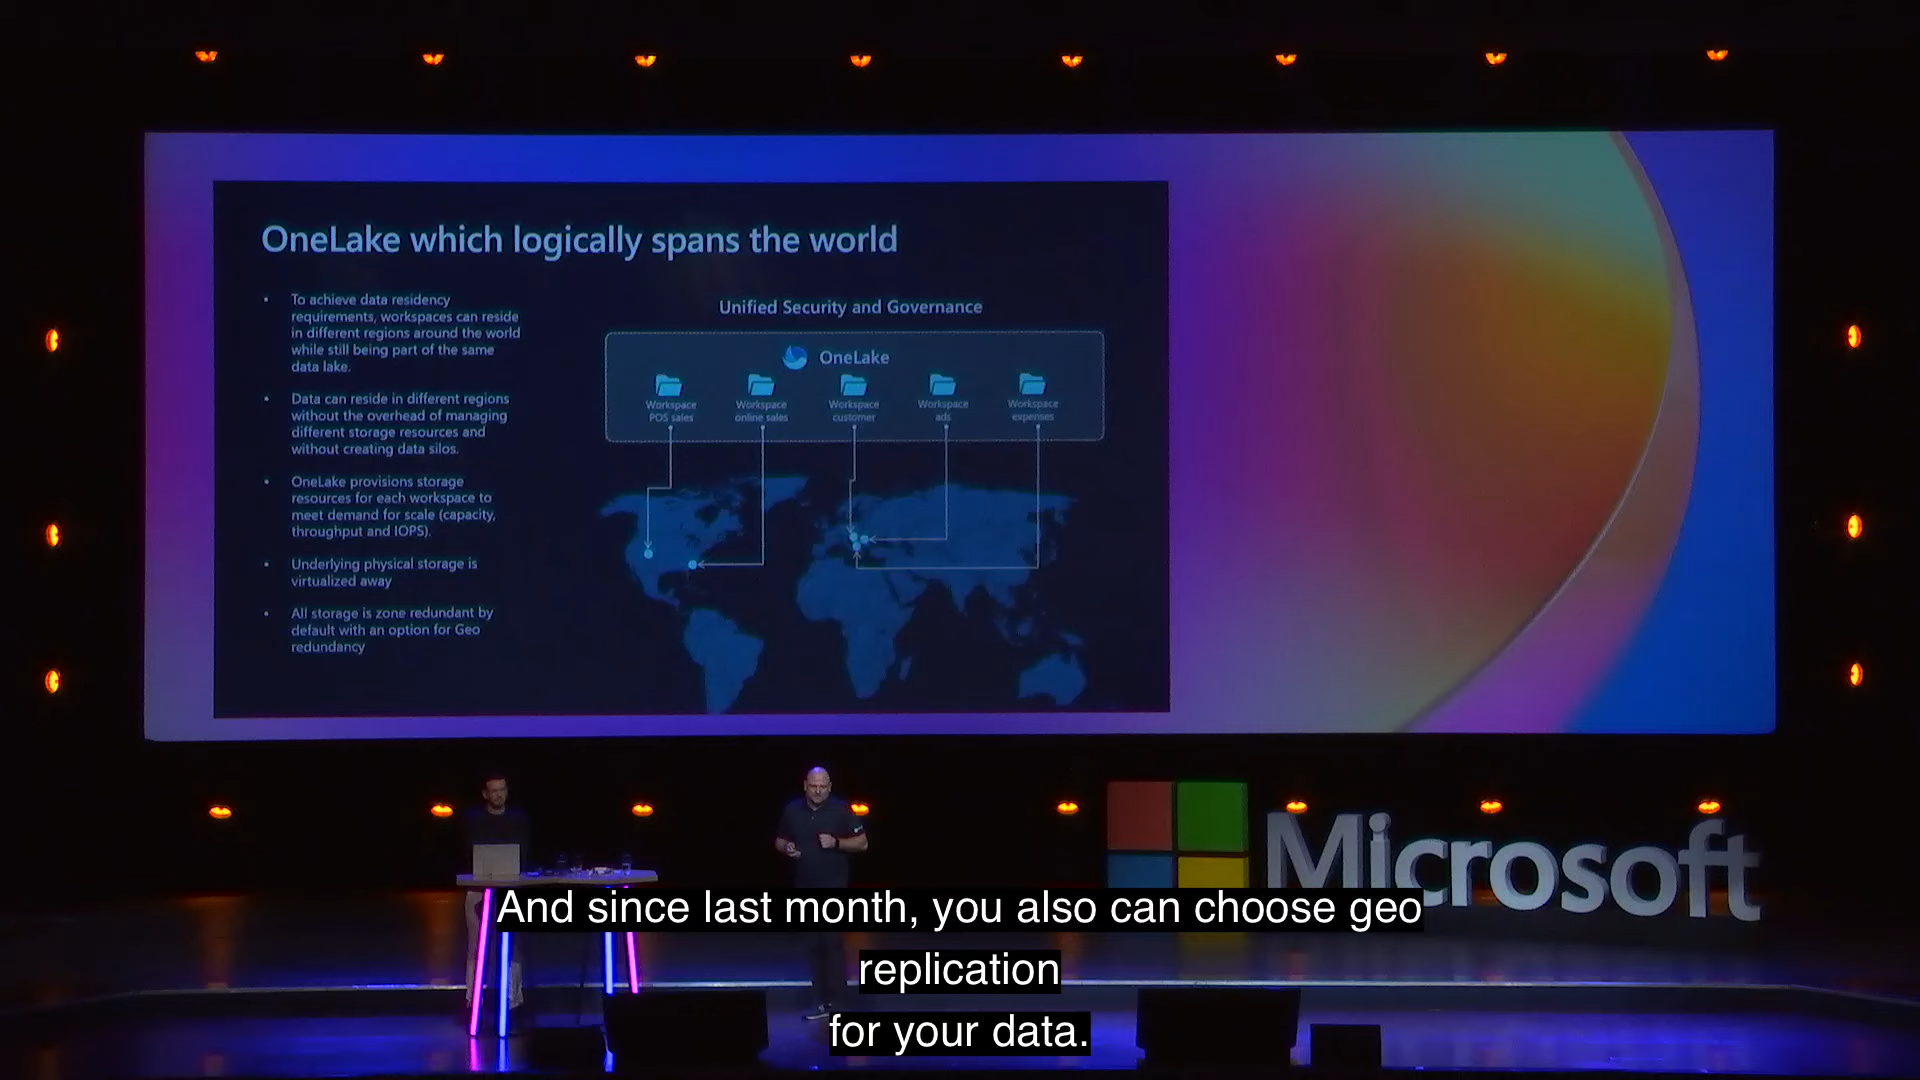 OneLake which logically spans the world
• To achieve data residency
requirements, workspaces can reside
in different regions around the world
while still being part of the same
data lake.
• Data can reside in different regions
without the overhead of managing
different storage resources and
without creating data silos.
• OneLake provisions storage
resources for each workspace to
meet demand for scale (capacity,
throughput and IOPS).
• Underlying physical storage is
virtualized away
• All storage is zone redundant by
default with an option for Geo
redundancy
Unified Security and Governance
OneLake
Workspace
POS sales
Workspace
online sales
Workspace
customer
Workspace
ads
Workspace
expenses
Microsoft
And since last month, you also can choose geo
replication
for your data.